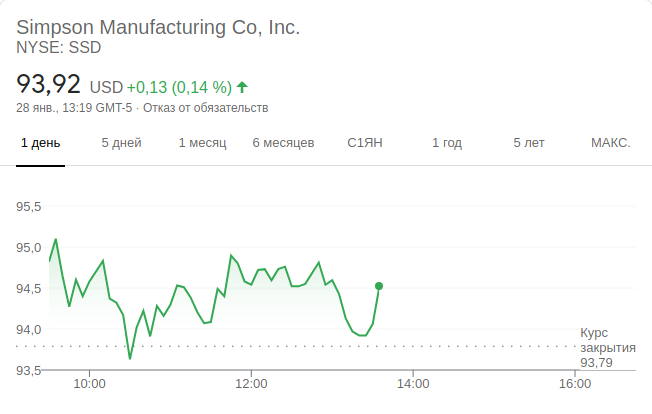 Simpson Manufacturing Co, Inc.
NYSE: SSD
93,92 USD +0,13 (0,14 %)
28 янв., 13:19 GMT-5 · Отказ от обязательств
1 день 5 дней 1 месяц 6 месяцев С1ЯН 1 год 5 лет МАКС.
95,5
95,0
94,5
94,0
Курс
закрытия
93,79
93,5
10:00 12:00 14:00 16:00